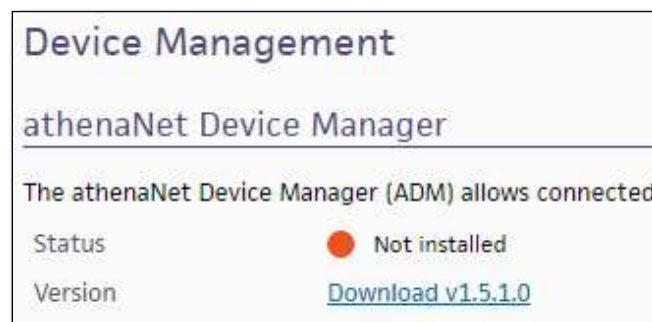 Device Management
athenaNet Device Manager
The athenaNet Device Manager (ADM) allows connected
Status Not installed
Version Download v1.5.1.0